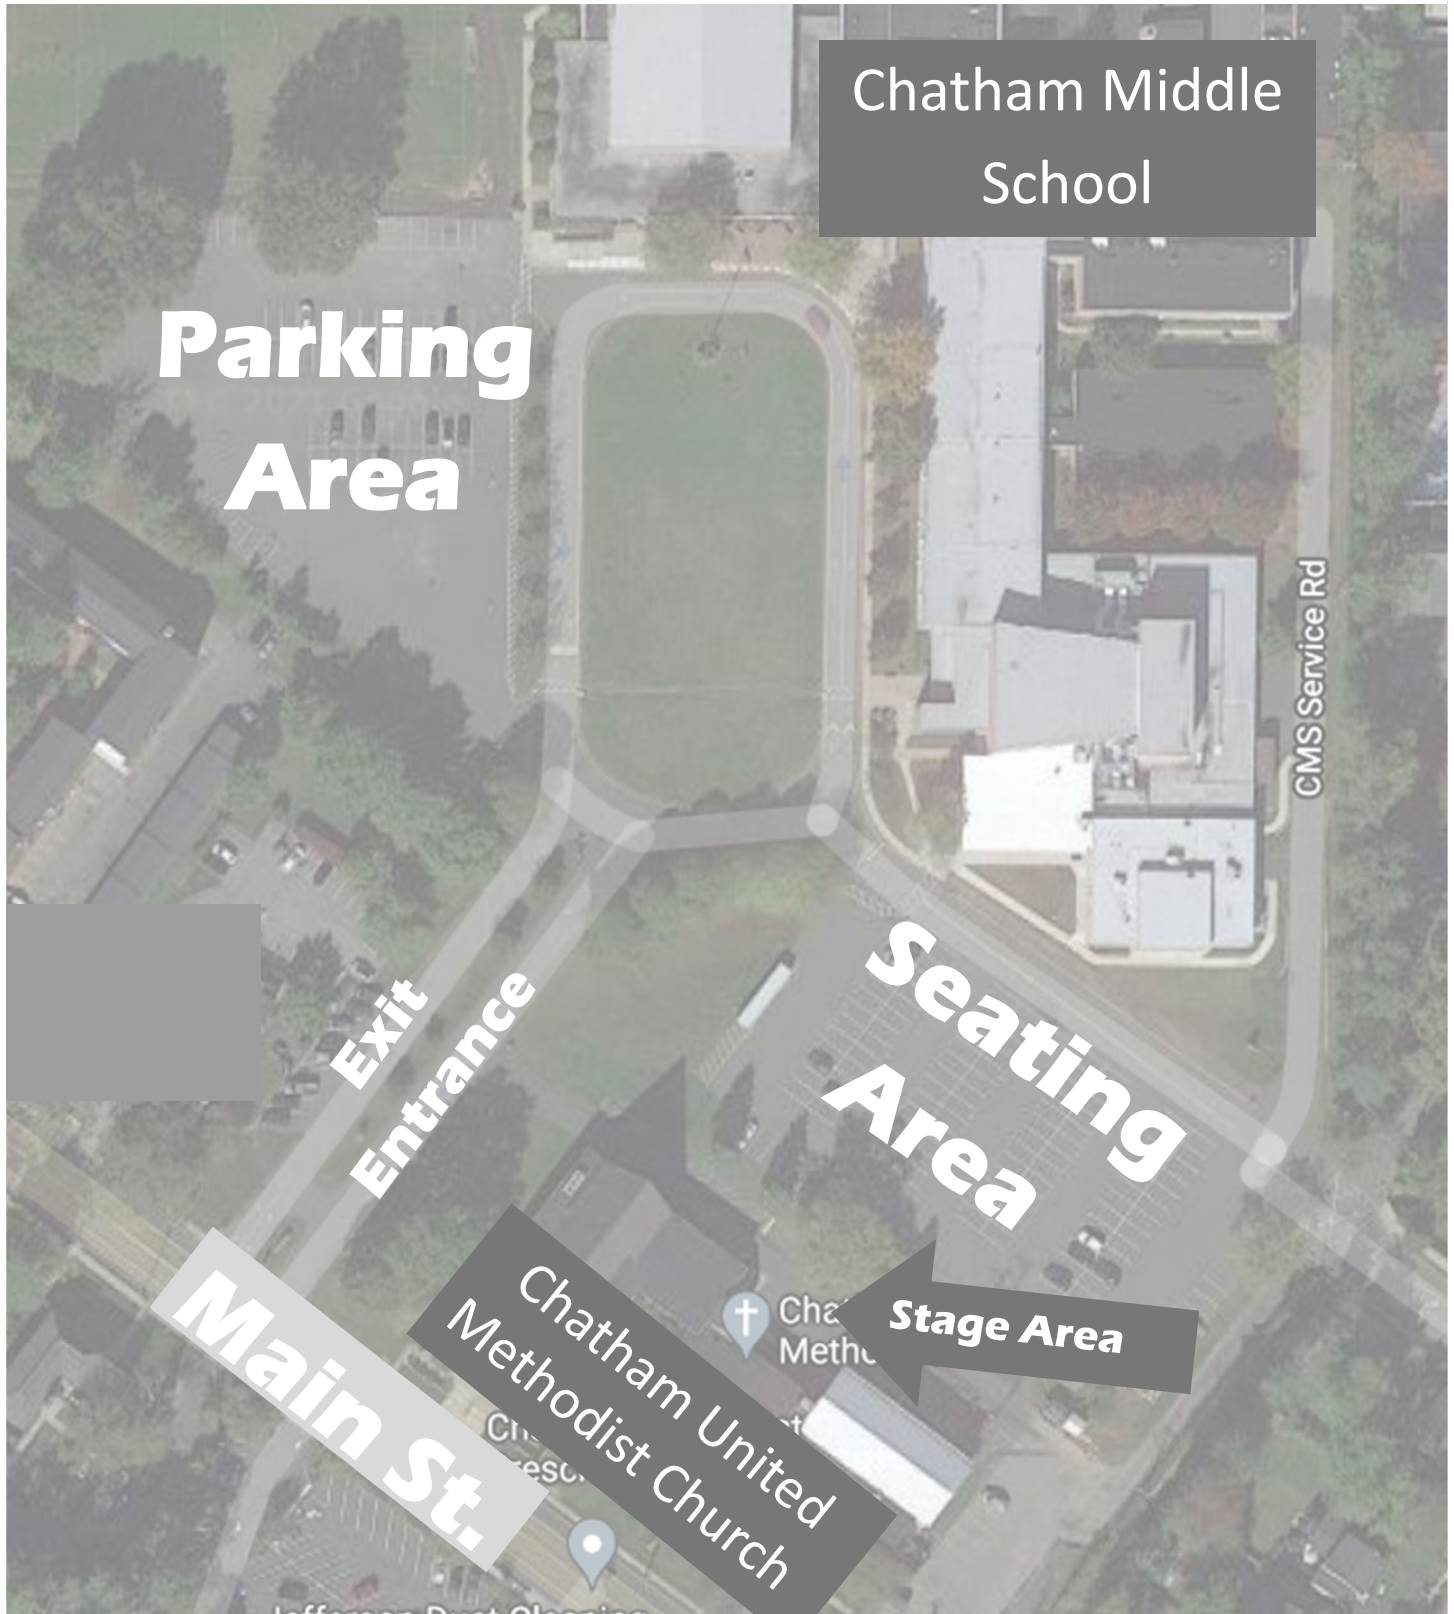 Chatham Middle
School
Parking
Area
CMS Service Rd
Seating
Area
Exit
Entrance
Main St.
Chatham United
Methodist Church
Stage Area